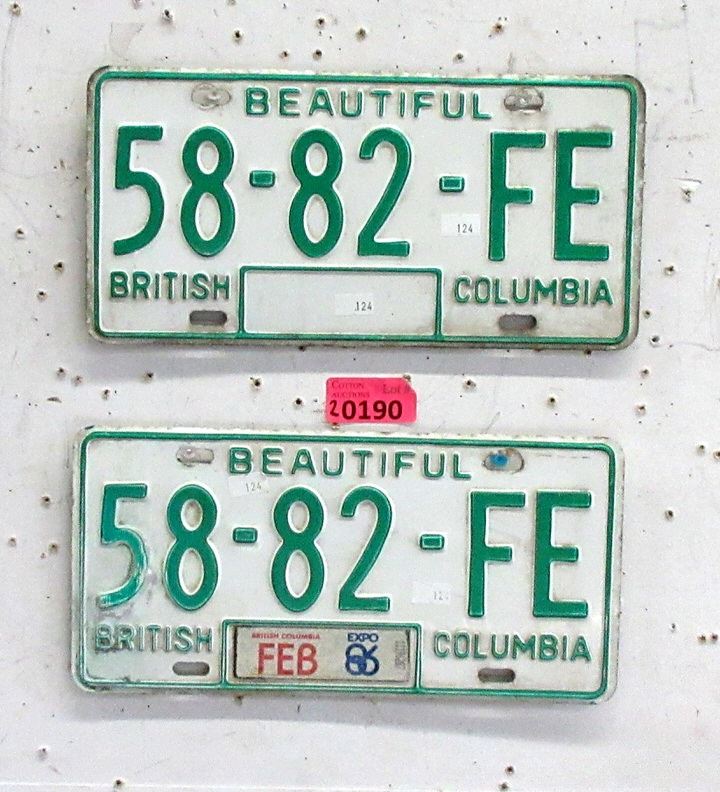 BEAUTIFUL
58-82-FE
124
BRITISH COLUMBIA
124
COTTON AUCTIONS Lot #
20190
BEAUTIFUL
124
58-82-FE
BRITISH COLUMBIA
BRITISH COLUMBIA EXPO
FEB 86